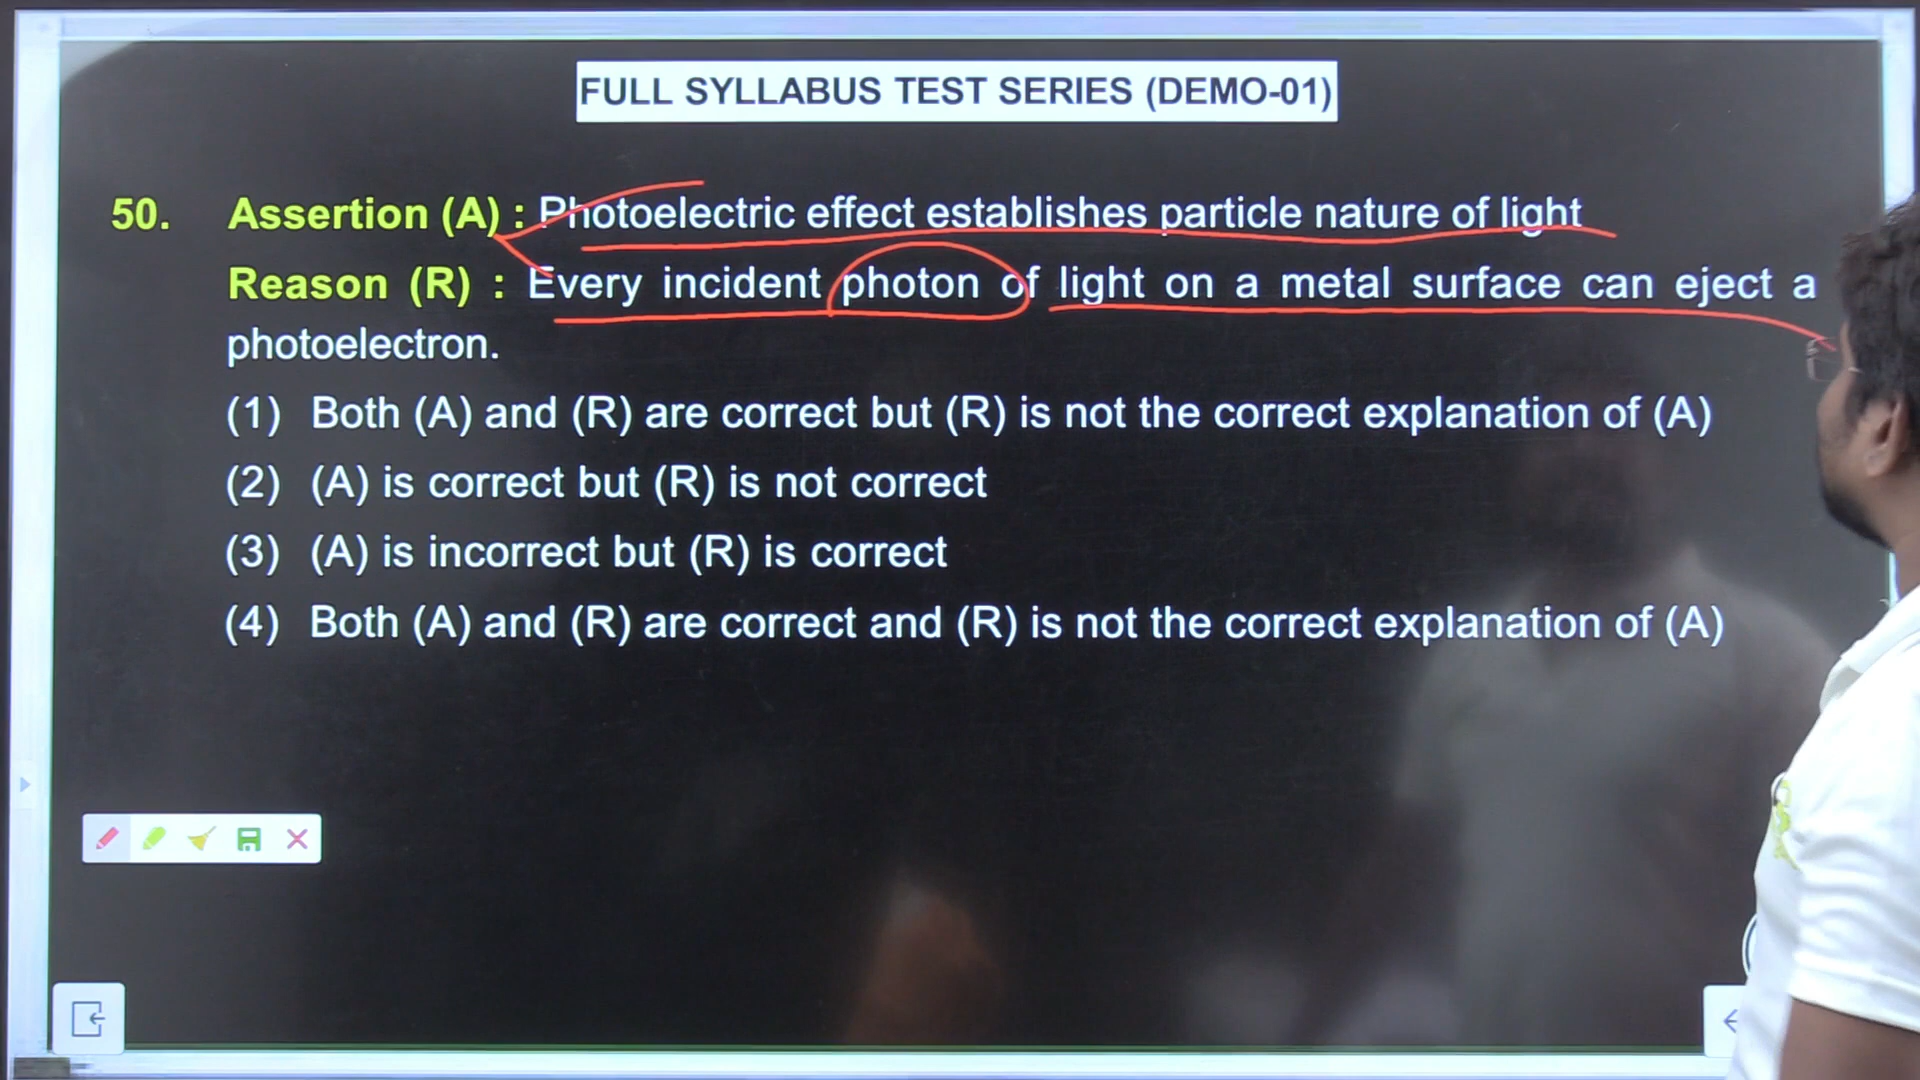 FULL SYLLABUS TEST SERIES (DEMO-01)
50. Assertion (A) : Photoelectric effect establishes particle nature of light
Reason (R) : Every incident photon of light on a metal surface can eject a
photoelectron.
(1) Both (A) and (R) are correct but (R) is not the correct explanation of (A)
(2) (A) is correct but (R) is not correct
(3) (A) is incorrect but (R) is correct
(4) Both (A) and (R) are correct and (R) is not the correct explanation of (A)